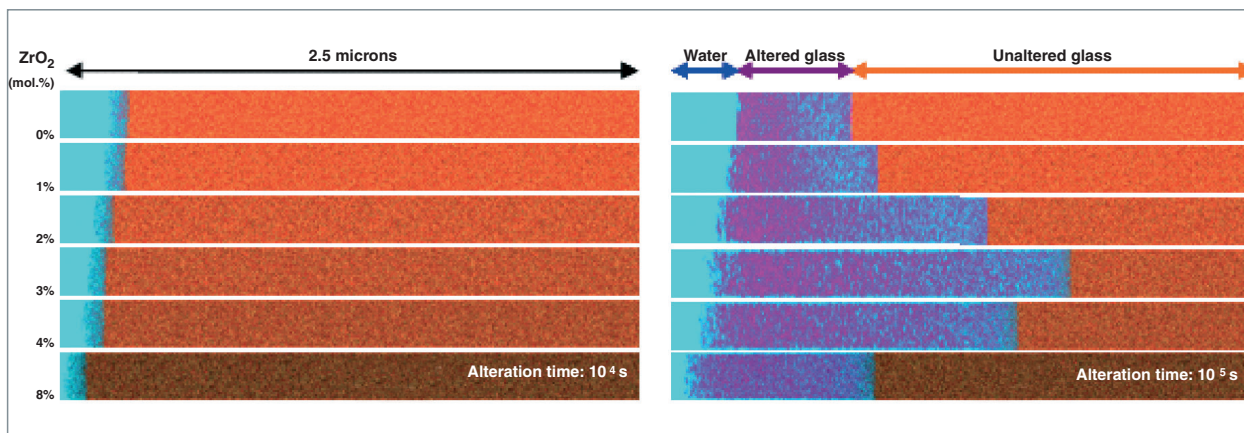 ZrO2
(mol.%)
2.5 microns
Water
Altered glass
Unaltered glass
0%
1%
2%
3%
4%
8%
Alteration time: 10 4 s
Alteration time: 10 5 s